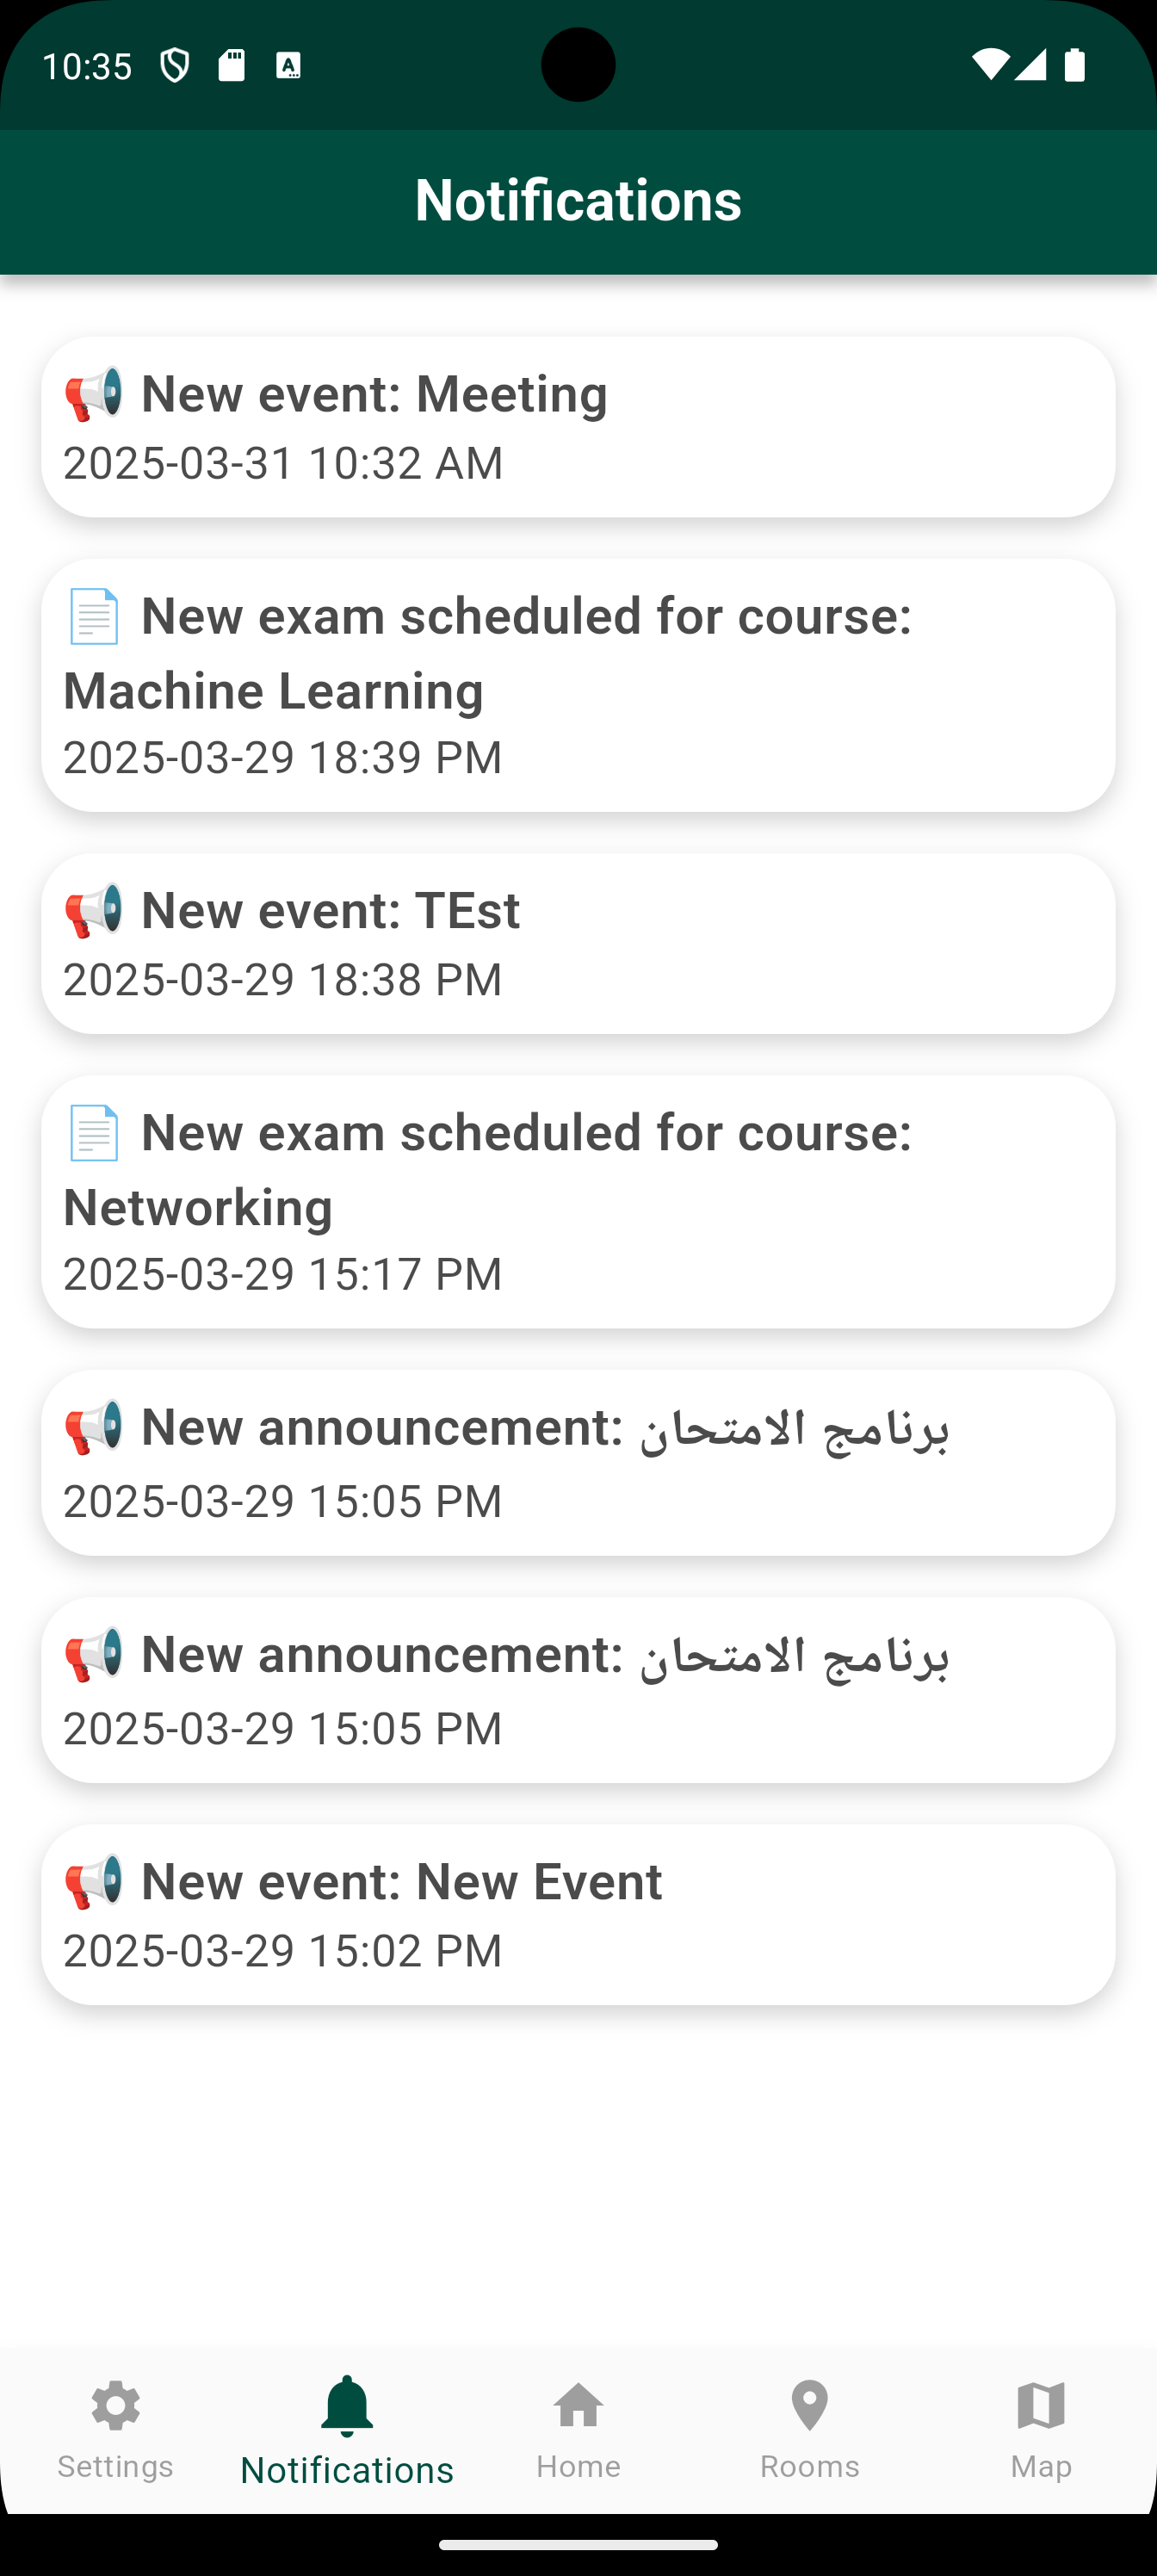 10:35
Notifications
📢 New event: Meeting
2025-03-31 10:32 AM
📄 New exam scheduled for course:
Machine Learning
2025-03-29 18:39 PM
📢 New event: TEst
2025-03-29 18:38 PM
📄 New exam scheduled for course:
Networking
2025-03-29 15:17 PM
📢 New announcement: برنامج الامتحان
2025-03-29 15:05 PM
📢 New announcement: برنامج الامتحان
2025-03-29 15:05 PM
📢 New event: New Event
2025-03-29 15:02 PM
Settings
Notifications
Home
Rooms
Map